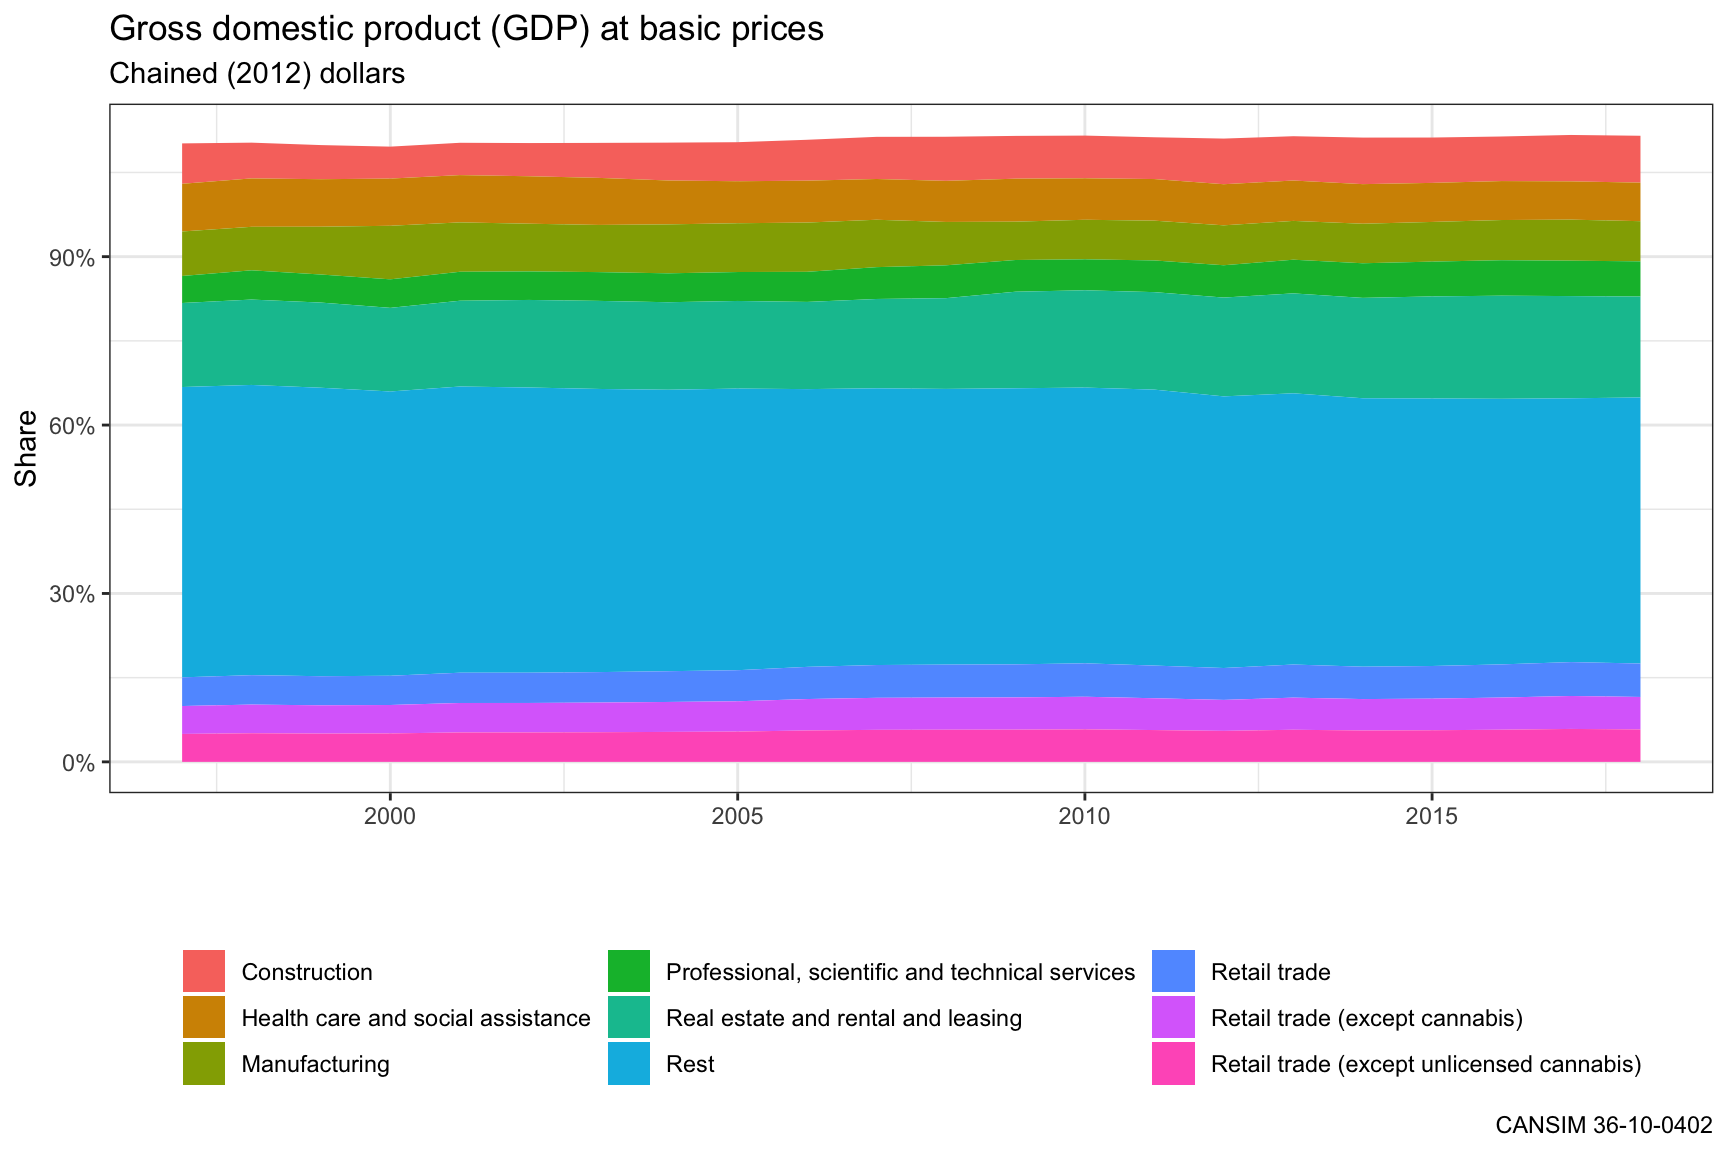 Gross domestic product (GDP) at basic prices
Chained (2012) dollars
Share
90%
60%
30%
0%
2000
2005
2010
2015
Construction
Health care and social assistance
Manufacturing
Professional, scientific and technical services
Real estate and rental and leasing
Rest
Retail trade
Retail trade (except cannabis)
Retail trade (except unlicensed cannabis)
CANSIM 36-10-0402